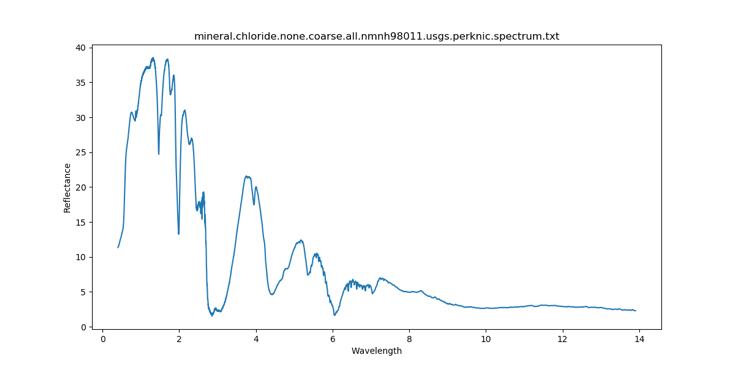 mineral.chloride.none.coarse.all.nmnh98011.usgs.perknic.spectrum.txt
40
35
30
25
20
15
10
5
0
Reflectance
0 2 4 6 8 10 12 14
Wavelength